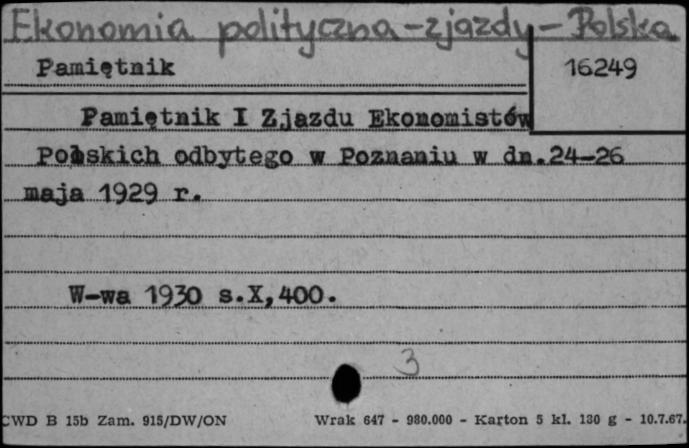 Ekonomia polityczna - zjazdy - Polska
Pamiętnik
16249
Pamiętnik I Zjazdu Ekonomistów
Polskich odbytego w Poznaniu w dn.24-26
maja 1929 r.
W-wa 1930 s.X,400.
3
CWD B 15b Zam. 915/DW/ON Wrak 647 - 980.000 - Karton 5 kl. 130 g - 10.7.67.